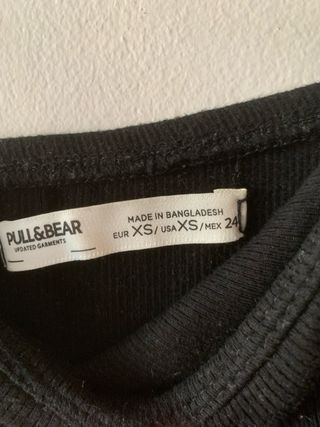 PULL&BEAR
UPDATED GARMENTS
MADE IN BANGLADESH
EUR XS/ USA XS/ MEX 24